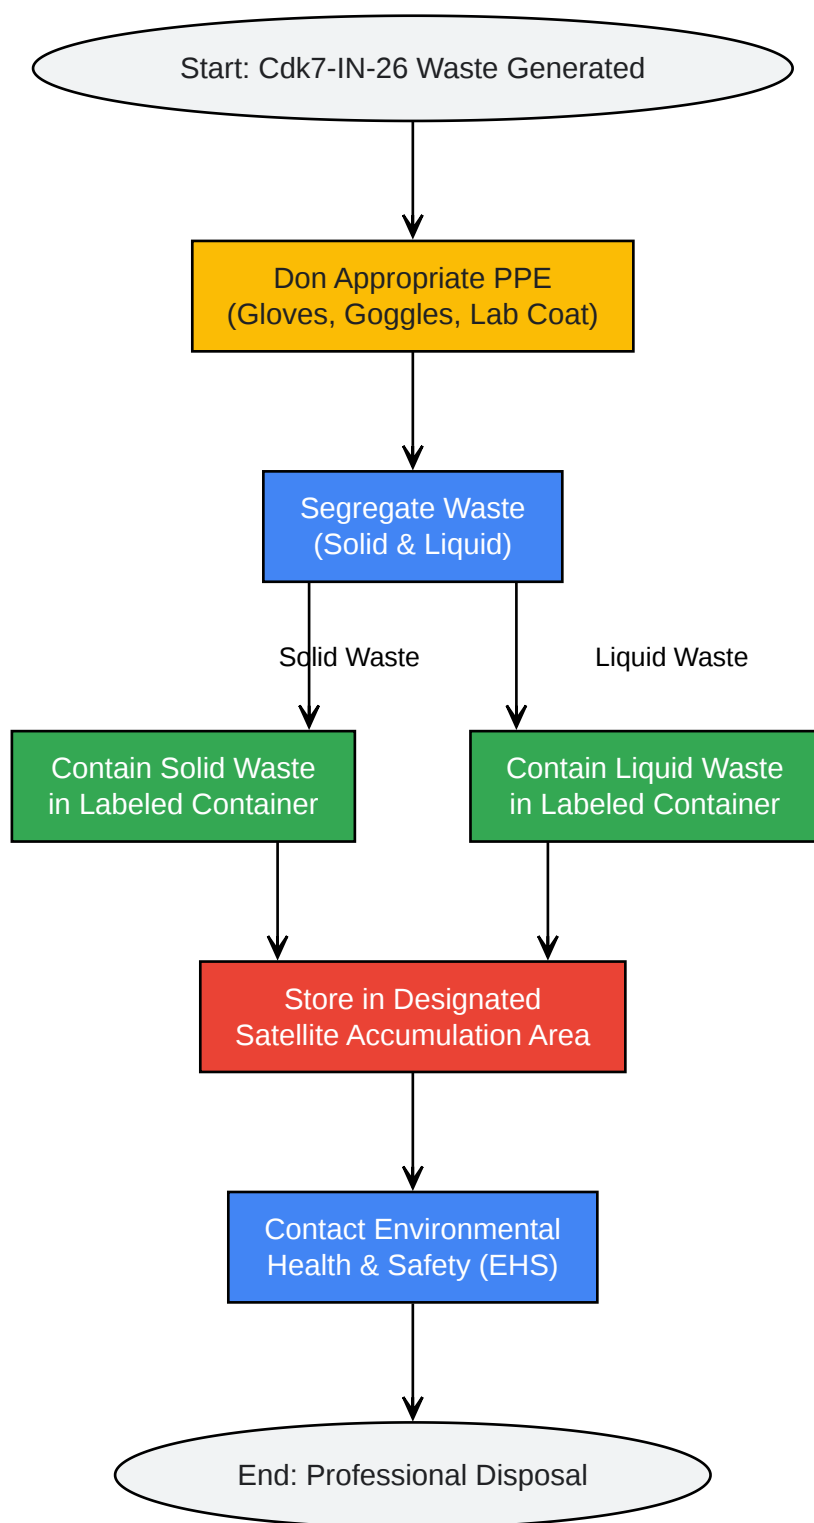 Start: Cdk7-IN-26 Waste Generated
Don Appropriate PPE
(Gloves, Goggles, Lab Coat)
Segregate Waste
(Solid & Liquid)
Solid Waste
Liquid Waste
Contain Solid Waste
in Labeled Container
Contain Liquid Waste
in Labeled Container
Store in Designated
Satellite Accumulation Area
Contact Environmental
Health & Safety (EHS)
End: Professional Disposal